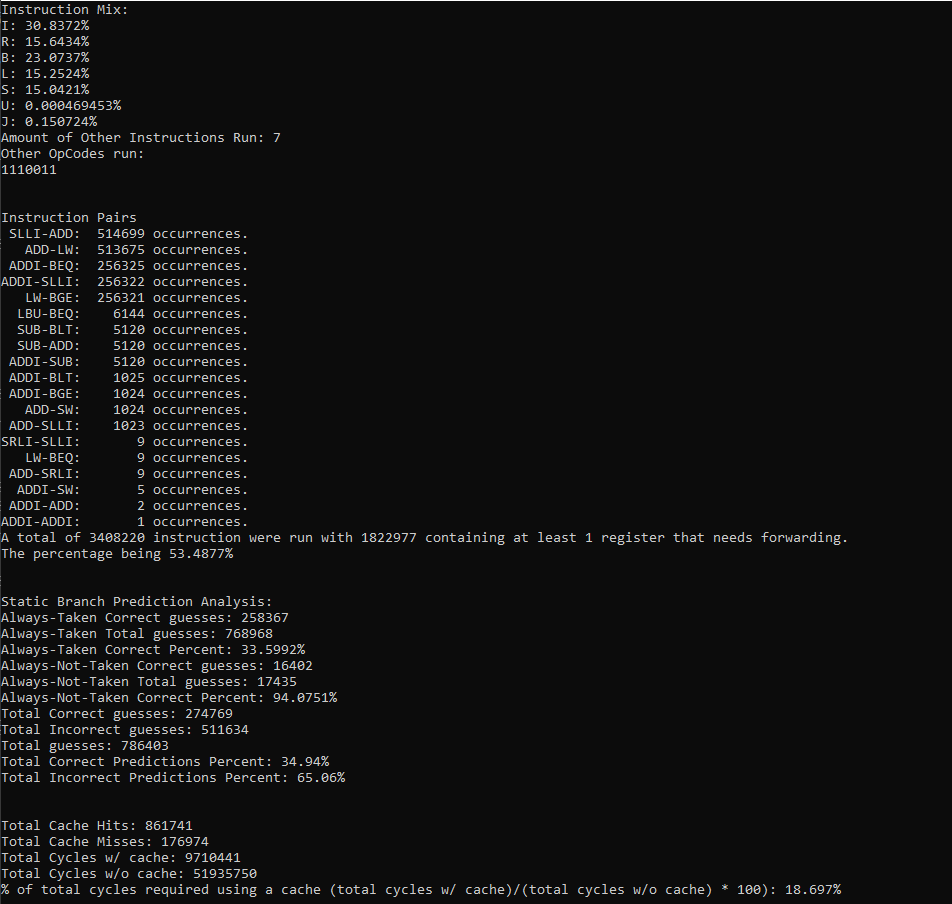 Instruction Mix:
I: 30.8372%
R: 15.6434%
B: 23.0737%
L: 15.2524%
S: 15.0421%
U: 0.000469453%
J: 0.150724%
Amount of Other Instructions Run: 7
Other OpCodes run:
1110011
Instruction Pairs
SLLI-ADD: 514699 occurrences.
ADD-LW: 513675 occurrences.
ADDI-BEQ: 256325 occurrences.
ADDI-SLLI: 256322 occurrences.
LW-BGE: 256321 occurrences.
LBU-BEQ: 6144 occurrences.
SUB-BLT: 5120 occurrences.
SUB-ADD: 5120 occurrences.
ADDI-SUB: 5120 occurrences.
ADDI-BLT: 1025 occurrences.
ADDI-BGE: 1024 occurrences.
ADD-SW: 1024 occurrences.
ADD-SLLI: 1023 occurrences.
SRLI-SLLI: 9 occurrences.
LW-BEQ: 9 occurrences.
ADD-SRLI: 9 occurrences.
ADDI-SW: 5 occurrences.
ADDI-ADD: 2 occurrences.
ADDI-ADDI: 1 occurrences.
A total of 3408220 instruction were run with 1822977 containing at least 1 register that needs forwarding.
The percentage being 53.4877%
Static Branch Prediction Analysis:
Always-Taken Correct guesses: 258367
Always-Taken Total guesses: 768968
Always-Taken Correct Percent: 33.5992%
Always-Not-Taken Correct guesses: 16402
Always-Not-Taken Total guesses: 17435
Always-Not-Taken Correct Percent: 94.0751%
Total Correct guesses: 274769
Total Incorrect guesses: 511634
Total guesses: 786403
Total Correct Predictions Percent: 34.94%
Total Incorrect Predictions Percent: 65.06%
Total Cache Hits: 861741
Total Cache Misses: 176974
Total Cycles w/ cache: 9710441
Total Cycles w/o cache: 51935750
% of total cycles required using a cache (total cycles w/ cache)/(total cycles w/o cache) * 100): 18.697%